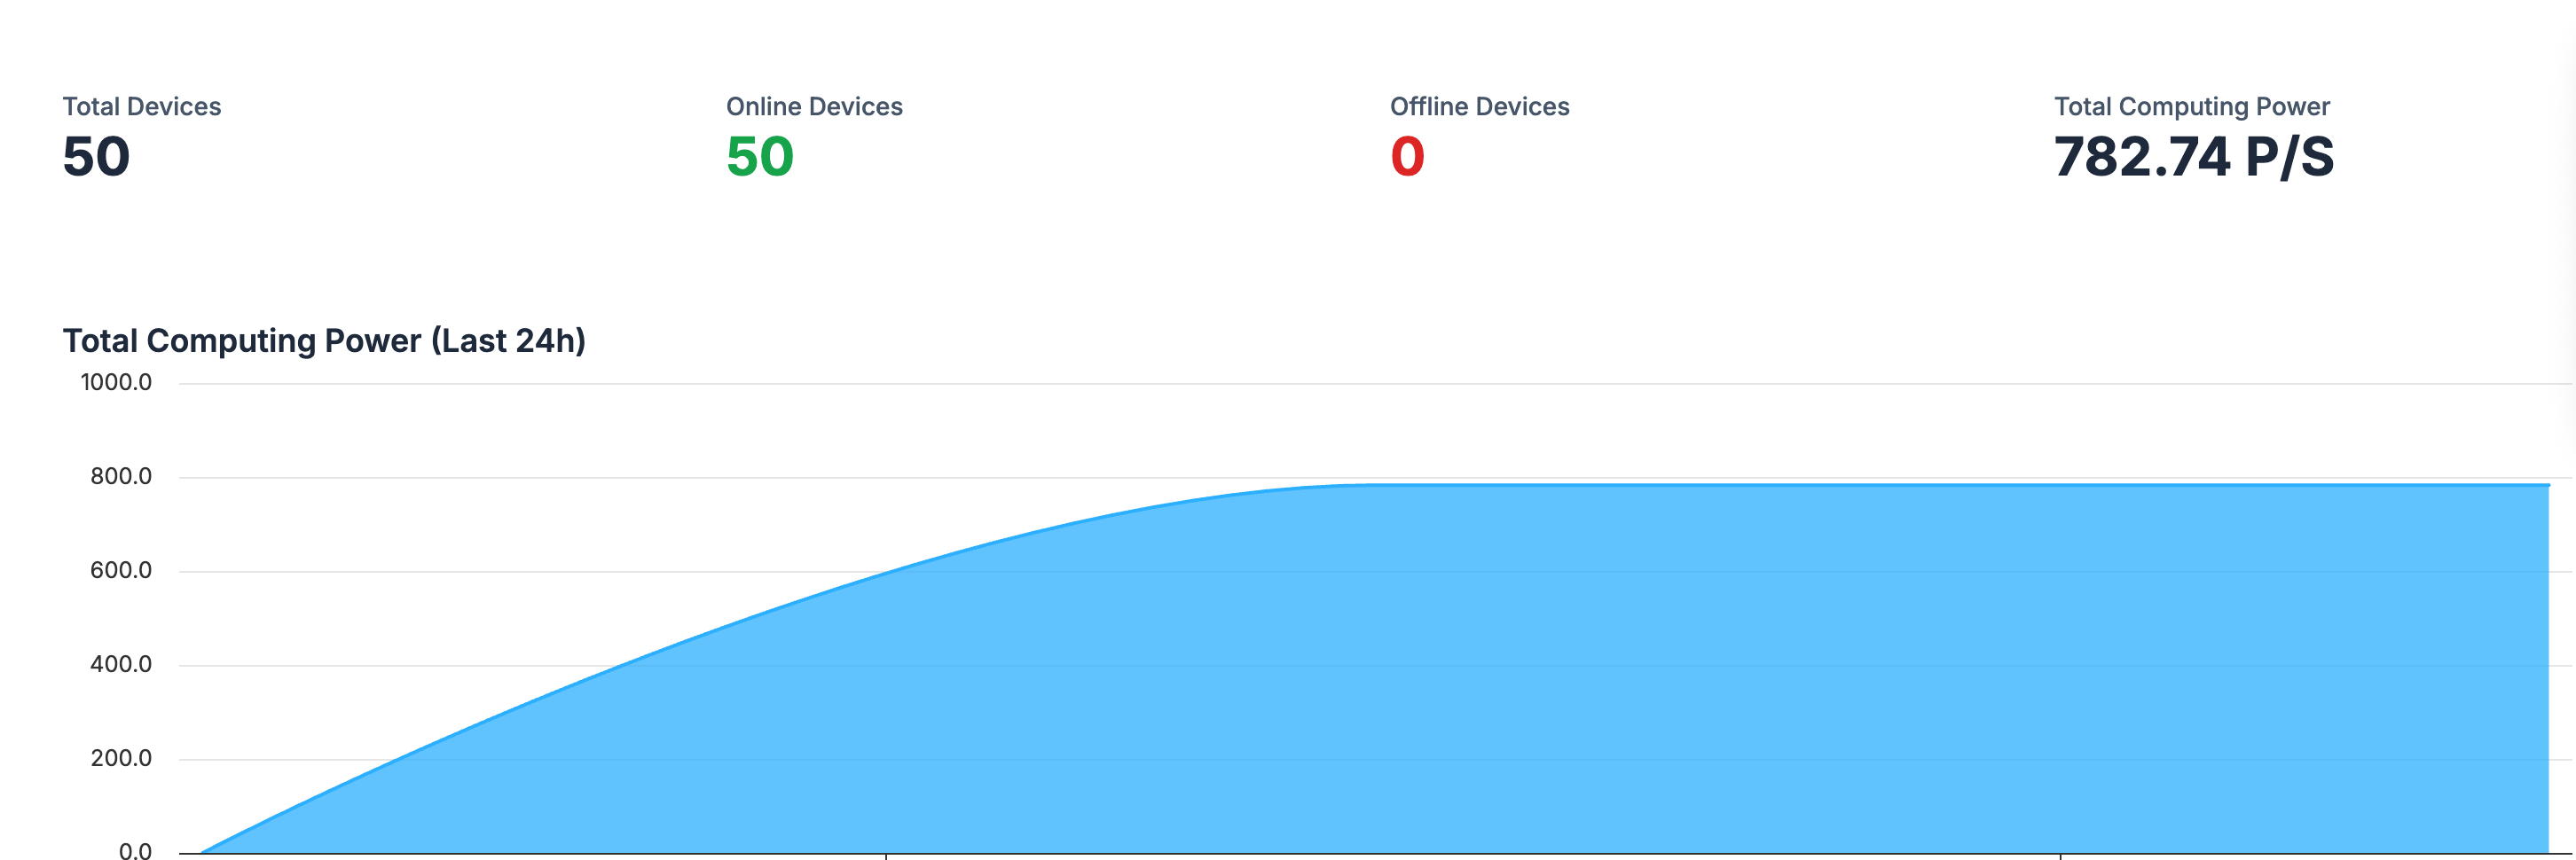 Total Devices
50
Online Devices
50
Offline Devices
0
Total Computing Power
782.74 P/S
Total Computing Power (Last 24h)
1000.0
800.0
600.0
400.0
200.0
0.0